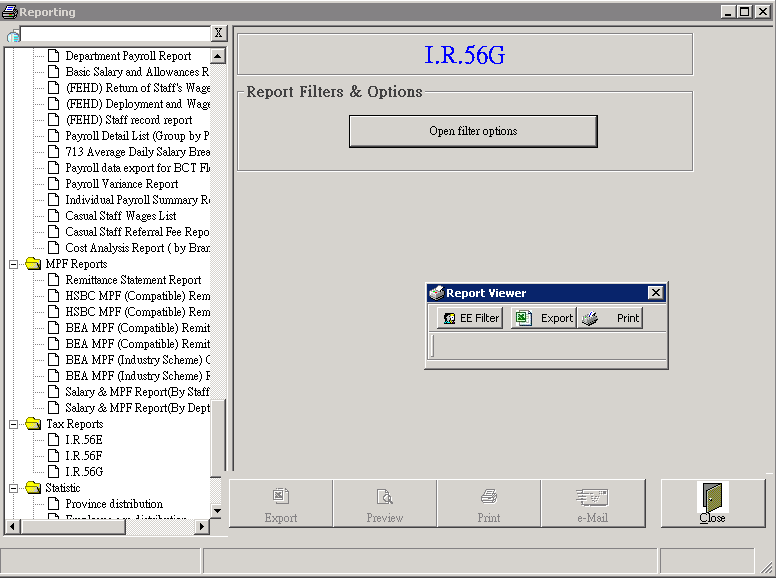 Reporting
X
Department Payroll Report
Basic Salary and Allowances R
(FEHD) Return of Staff's Wage
(FEHD) Deployment and Wage
(FEHD) Staff record report
Payroll Detail List (Group by P
713 Average Daily Salary Brea
Payroll data export for BCT Fl
Payroll Variance Report
Individual Payroll Summary R
Casual Staff Wages List
Casual Staff Referral Fee Repo
Cost Analysis Report ( by Bran
MPF Reports
Remittance Statement Report
HSBC MPF (Compatible) Rem
HSBC MPF (Compatible) Rem
BEA MPF (Compatible) Remit
BEA MPF (Compatible) Remit
BEA MPF (Industry Scheme) C
BEA MPF (Industry Scheme) R
Salary & MPF Report(By Staff
Salary & MPF Report(By Dept
Tax Reports
I.R.56E
I.R.56F
I.R.56G
Statistic
Province distribution
I.R.56G
Report Filters & Options
Open filter options
Report Viewer
EE Filter Export Print
Export Preview Print e-Mail Close